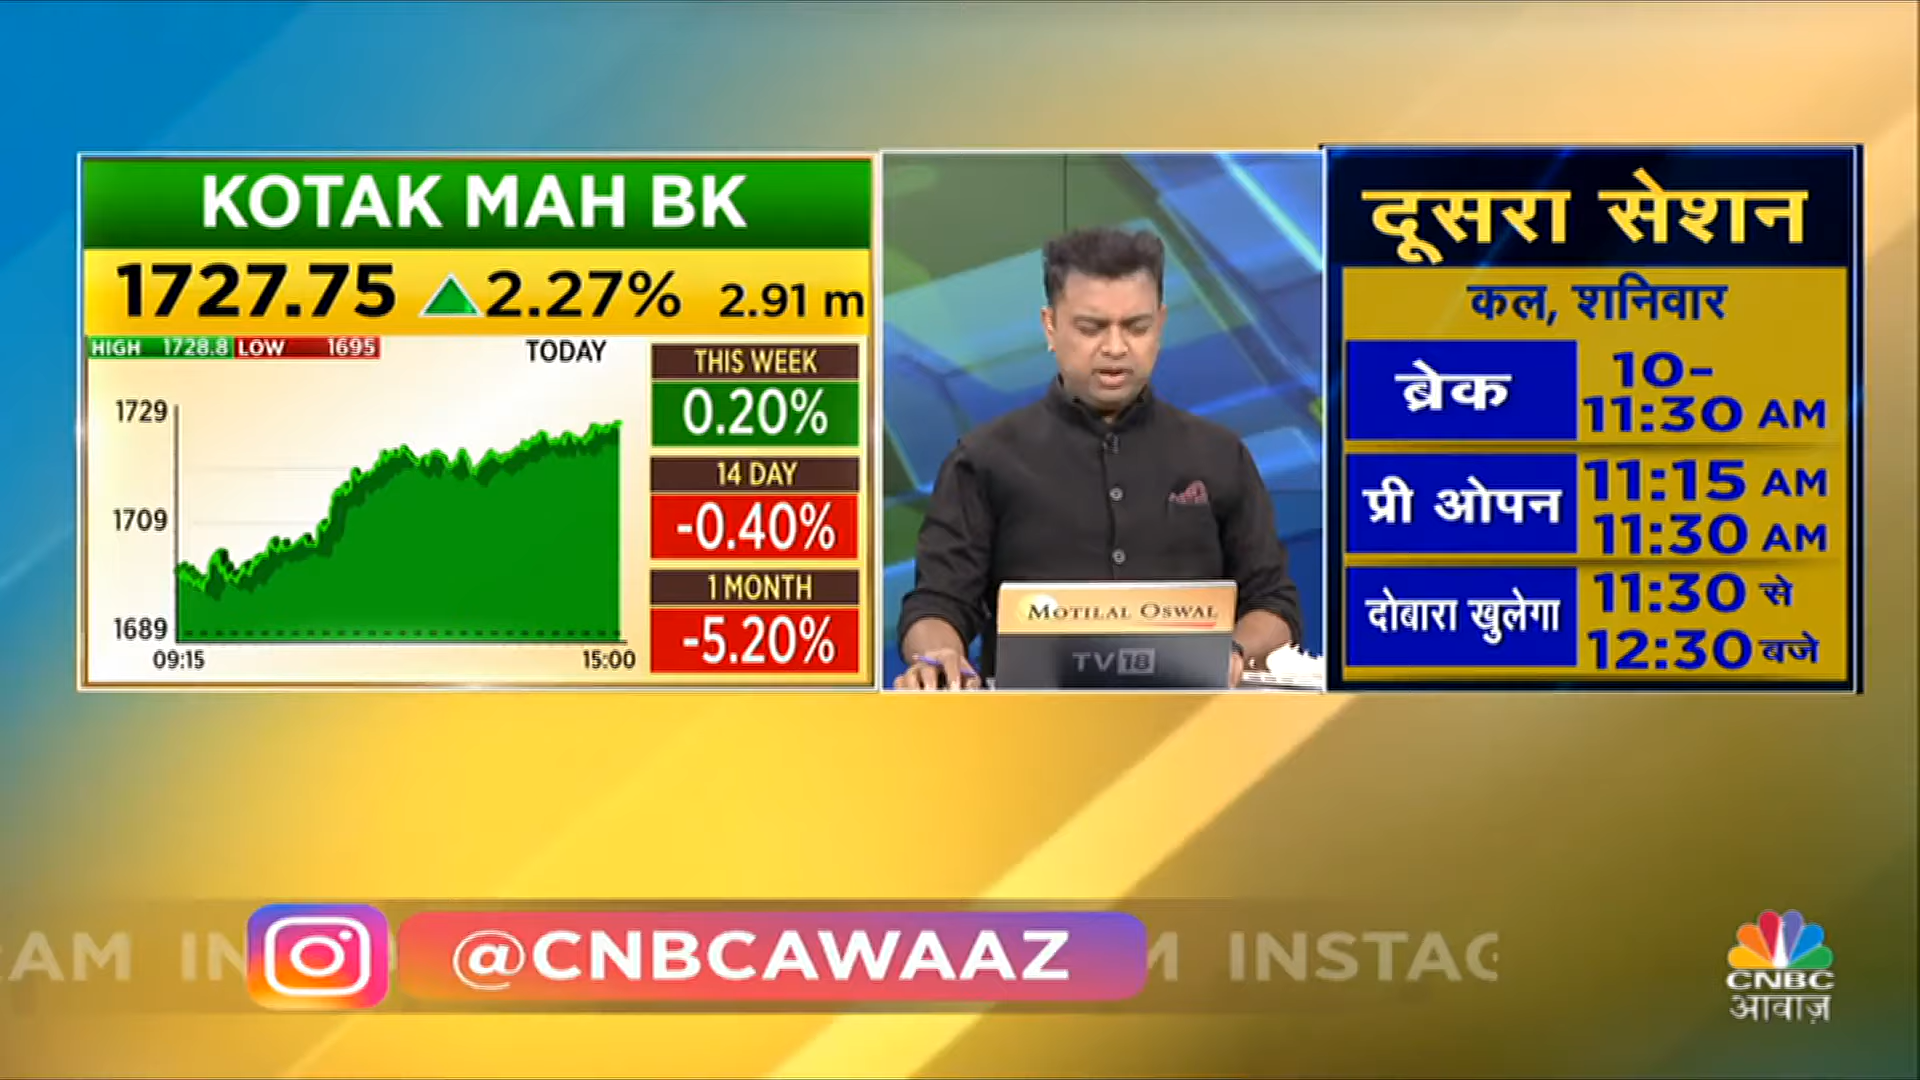 KOTAK MAH BK
1727.75 2.27% 2.91 m
HIGH 1728.8 LOW 1695
TODAY
1729
1709
1689
09:15 15:00
THIS WEEK
0.20%
14 DAY
-0.40%
1 MONTH
-5.20%
MOTILAL OSWAL
TV18
दूसरा सेशन
कल, शनिवार
ब्रेक
10-
11:30 AM
प्री ओपन
11:15 AM
11:30 AM
दोबारा खुलेगा
11:30 से
12:30 बजे
@CNBCAWAAZ
CNBC
आवाज़